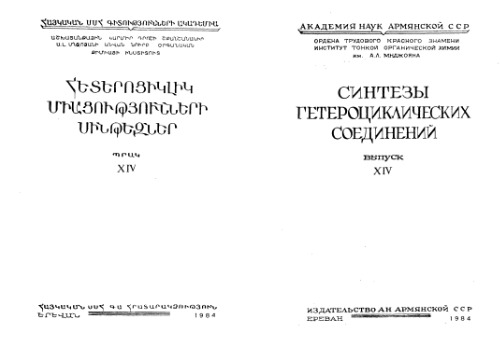 ՀԱՅԿԱԿԱՆ ՍՍՀ ԳԻՏՈՒԹՅՈՒՆՆԵՐԻ ԱԿԱԴԵՄԻԱ
ԱՇԽԱՏԱՆՔԱՅԻՆ ԿԱՐՄԻՐ ԴՐՈՇԻ ՇՔԱՆՇԱՆԱԿԻՐ
Ա.Լ. ՄՆՋՈՅԱՆԻ ԱՆՎԱՆ ՆՈՒՐԲ ՕՐԳԱՆԱԿԱՆ
ՔԻՄԻԱՅԻ ԻՆՍՏԻՏՈՒՏ
ՀԵՏԵՐՈՑԻԿԼԻԿ
ՄԻԱՑՈՒԹՅՈՒՆՆԵՐԻ
ՍԻՆԹԵԶՆԵՐ
ՊՐԱԿ
XIV
ՀԱՅԿԱԿԱՆ ՍՍՀ ԳԱ ՀՐԱՏԱՐԱԿՉՈՒԹՅՈՒՆ
ԵՐԵՎԱՆ 1984
АКАДЕМИЯ НАУК АРМЯНСКОЙ ССР
ОРДЕНА ТРУДОВОГО КРАСНОГО ЗНАМЕНИ
ИНСТИТУТ ТОНКОЙ ОРГАНИЧЕСКОЙ ХИМИИ
им. А.Л. МНДЖОЯНА
СИНТЕЗЫ
ГЕТЕРОЦИКЛИЧЕСКИХ
СОЕДИНЕНИЙ
выпуск
XIV
ИЗДАТЕЛЬСТВО АН АРМЯНСКОЙ ССР
ЕРЕВАН 1984